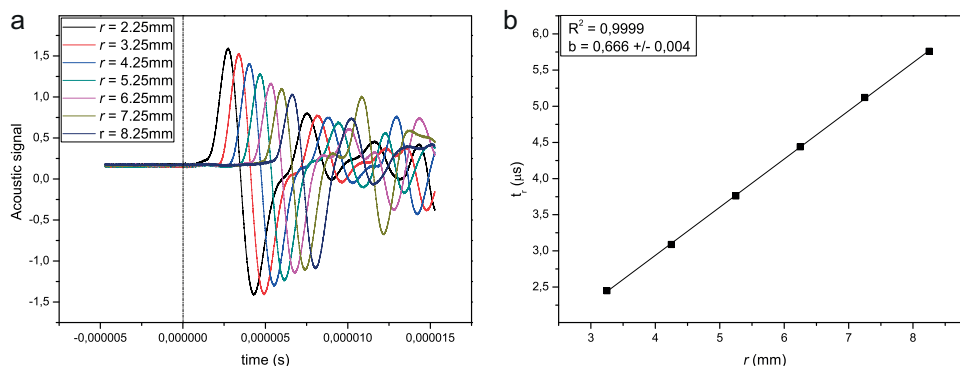 a
r = 2.25mm
r = 3.25mm
r = 4.25mm
r = 5.25mm
r = 6.25mm
r = 7.25mm
r = 8.25mm
1,5
1,0
0,5
0,0
-0,5
-1,0
-1,5
Acoustic signal
-0,000005 0,000000 0,000005 0,000010 0,000015
time (s)
b
R² = 0,9999
b = 0,666 +/- 0,004
6,0
5,5
5,0
4,5
4,0
3,5
3,0
2,5
2,0
tᵣ (µs)
3 4 5 6 7 8
r (mm)